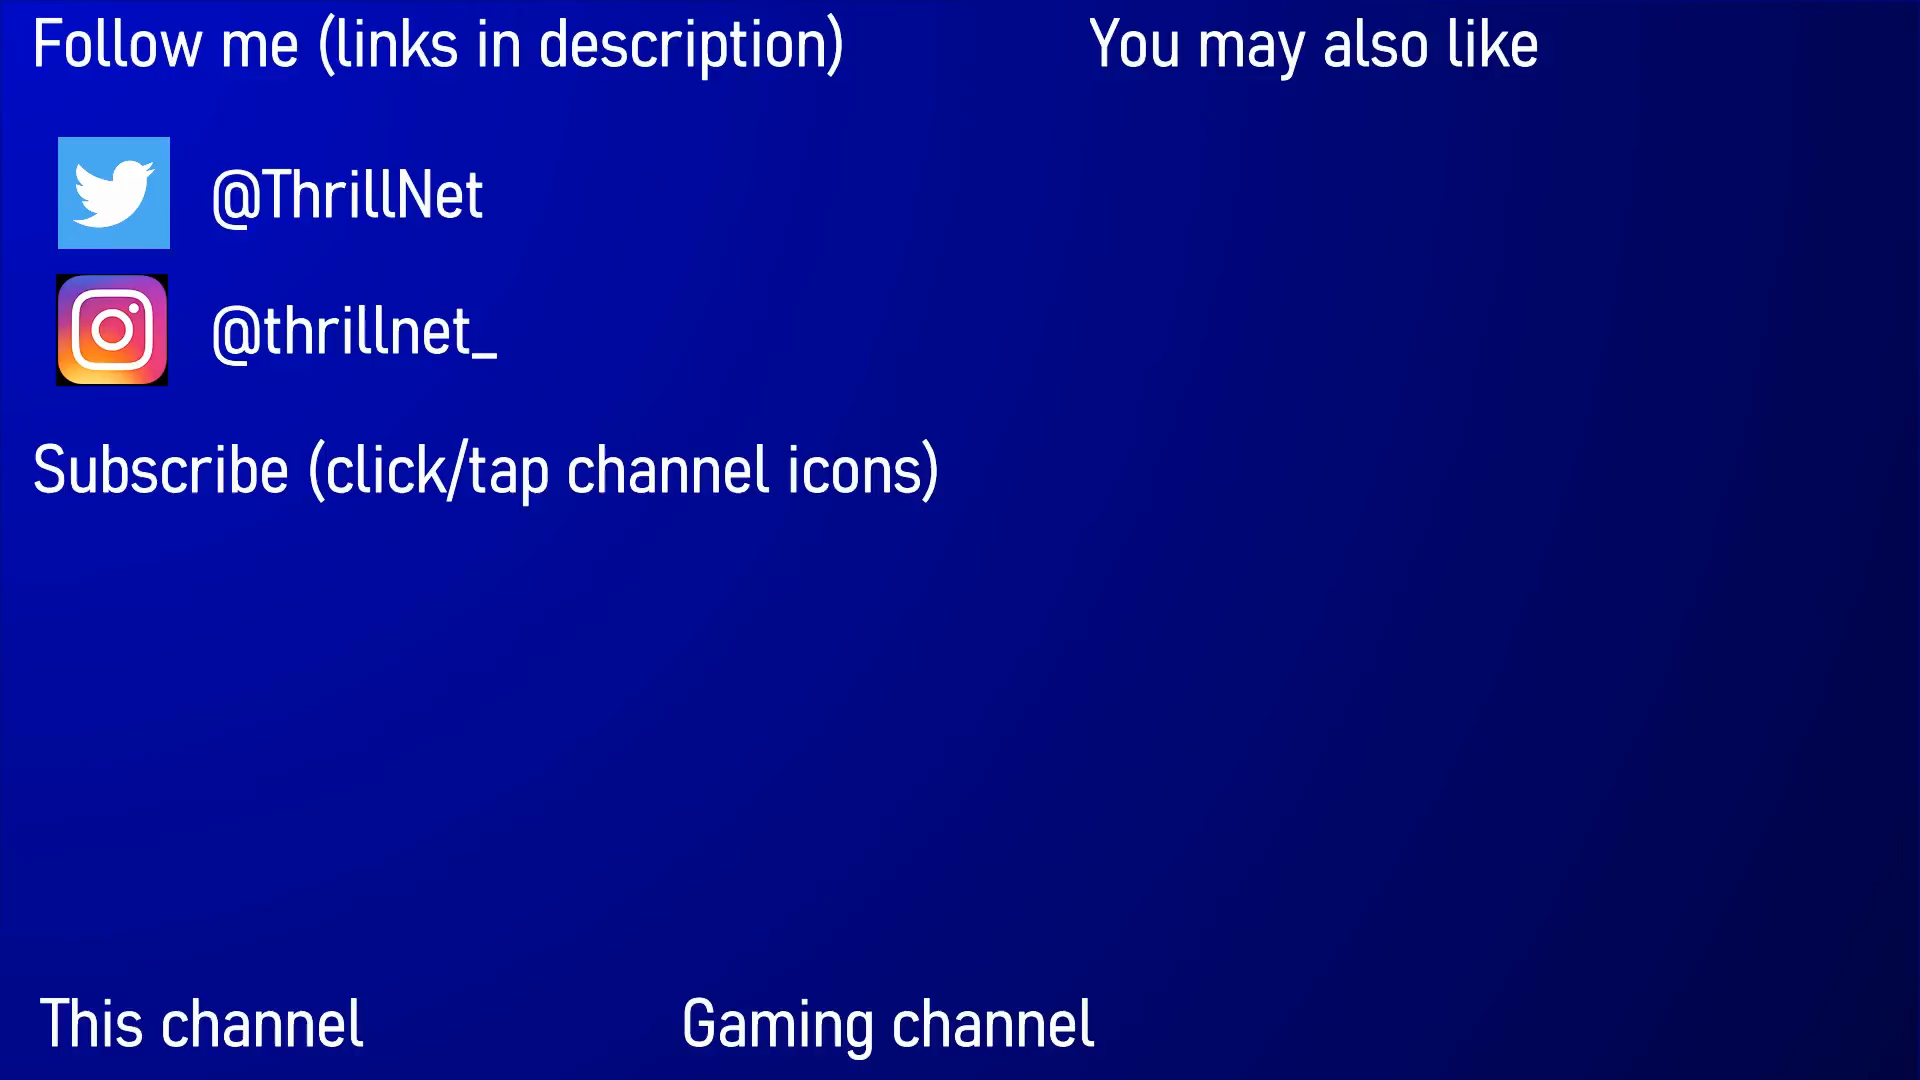 Follow me (links in description)
You may also like
@ThrillNet
@thrillnet_
Subscribe (click/tap channel icons)
This channel
Gaming channel